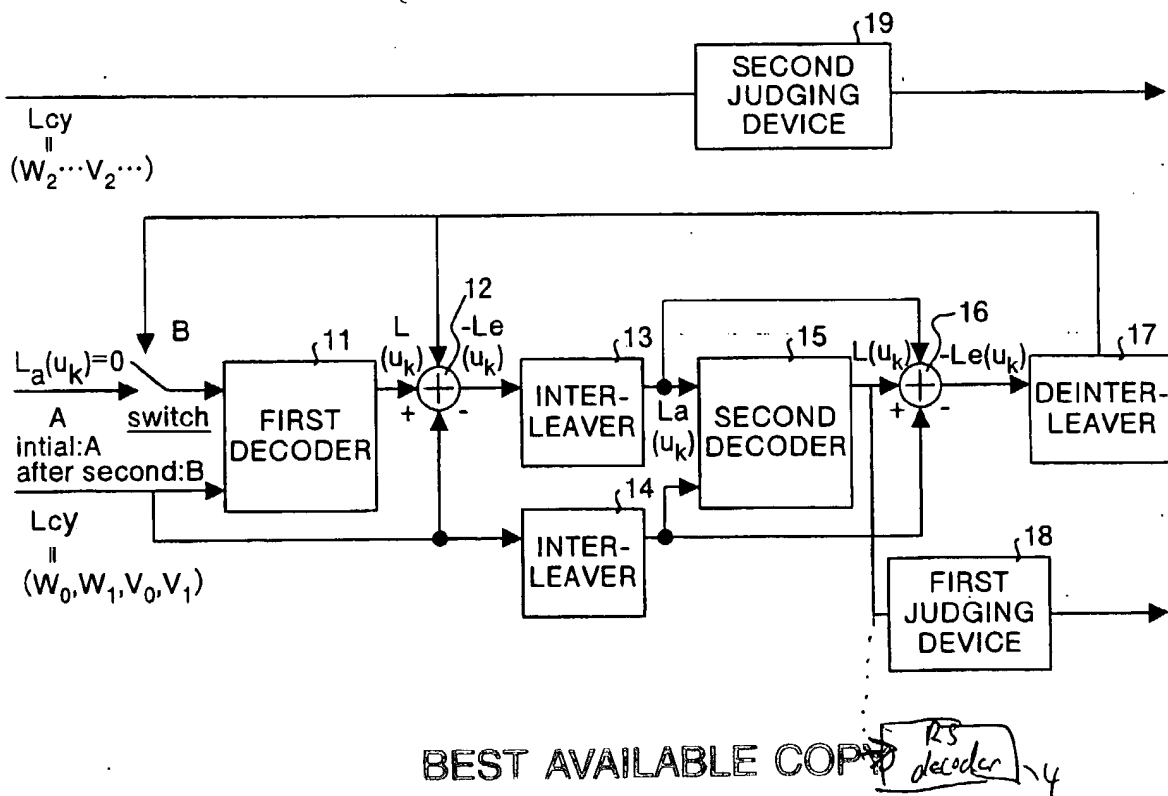 19
SECOND
JUDGING
DEVICE
Lcy
=
(W₂⋯V₂⋯)
B
12
11
L
(uₖ)
-Le
(uₖ)
13
15
L(uₖ)
16
-Le(uₖ)
17
Lₐ(uₖ)=0
A
switch
intial:A
after second:B
FIRST
DECODER
+
-
INTER-
LEAVER
La
(uₖ)
SECOND
DECODER
+
-
DEINTER-
LEAVER
14
Lcy
=
(W₀,W₁,V₀,V₁)
INTER-
LEAVER
18
FIRST
JUDGING
DEVICE
BEST AVAILABLE COPY
RS
decoder
4